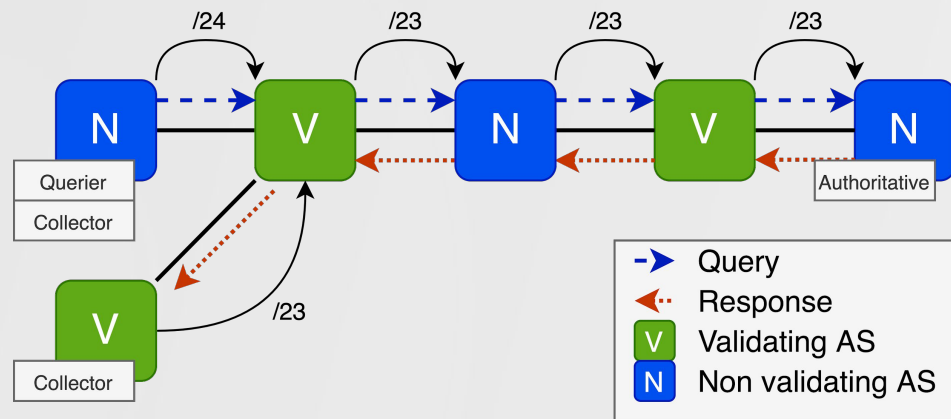 /24
/23
/23
/23
N
V
N
V
N
Querier
Collector
Authoritative
/23
V
Collector
Query
Response
V
Validating AS
N
Non validating AS